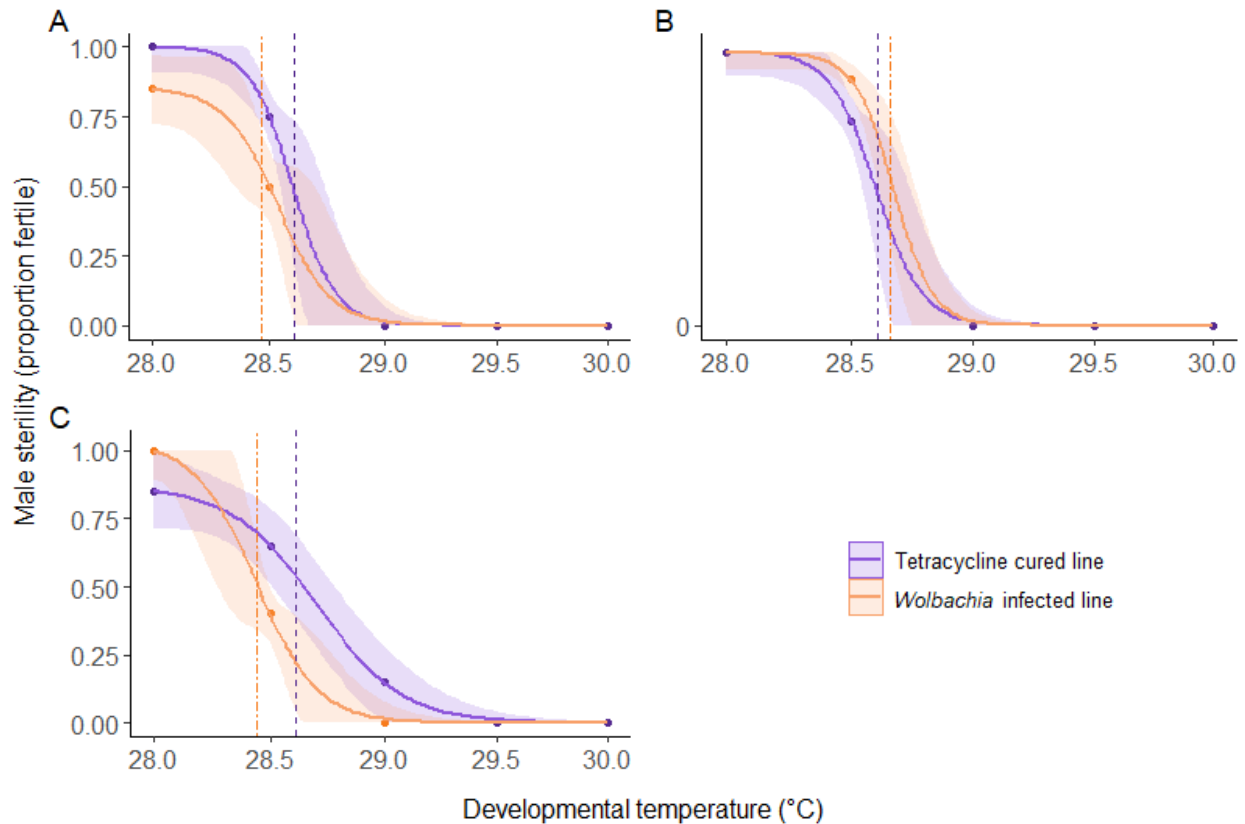 A
B
1.00
0.75
0.50
0.25
0.00
0
28.0 28.5 29.0 29.5 30.0
28.0 28.5 29.0 29.5 30.0
C
1.00
0.75
0.50
0.25
0.00
28.0 28.5 29.0 29.5 30.0
Male sterility (proportion fertile)
Tetracycline cured line
Wolbachia infected line
Developmental temperature (°C)